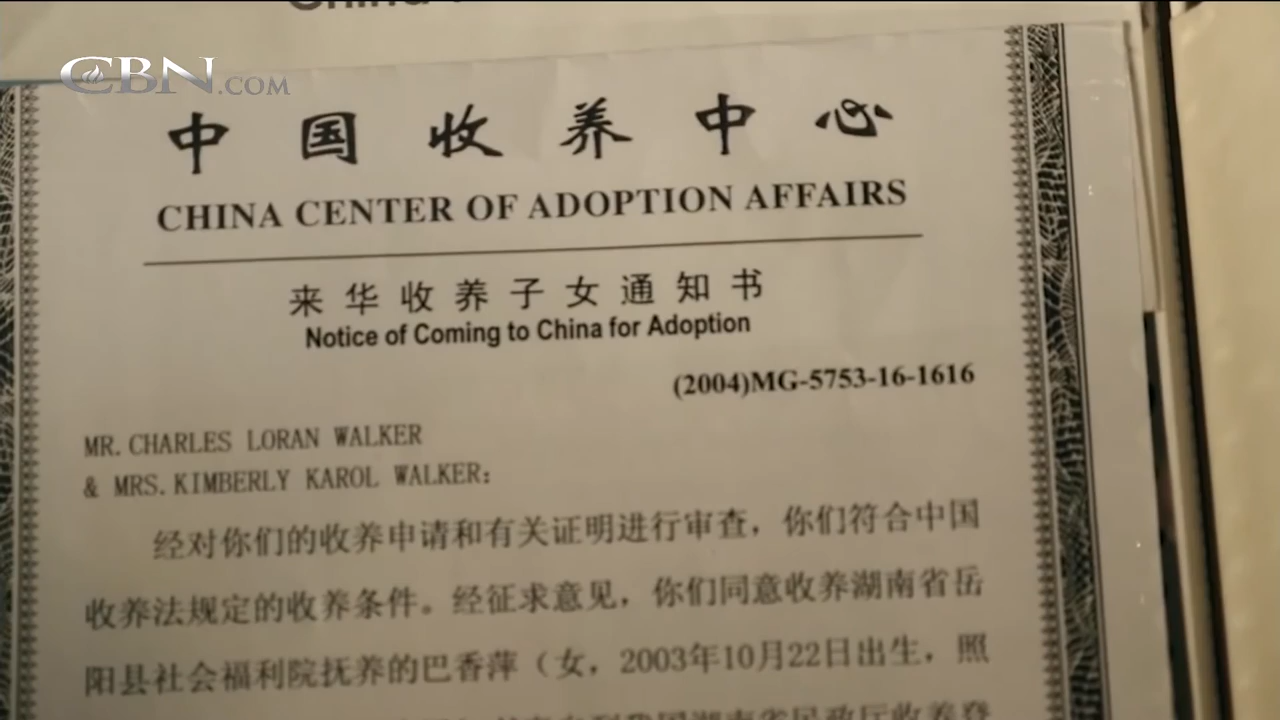 CBN.COM
中国收养中心
CHINA CENTER OF ADOPTION AFFAIRS
来华收养子女通知书
Notice of Coming to China for Adoption
(2004)MG-5753-16-1616
MR.CHARLES LORAN WALKER
& MRS.KIMBERLY KAROL WALKER:
经对你们的收养申请和有关证明进行审查，你们符合中国
收养法规定的收养条件。经征求意见，你们同意收养湖南省岳
阳县社会福利院抚养的巴香萍（女，2003年10月22日出生，照